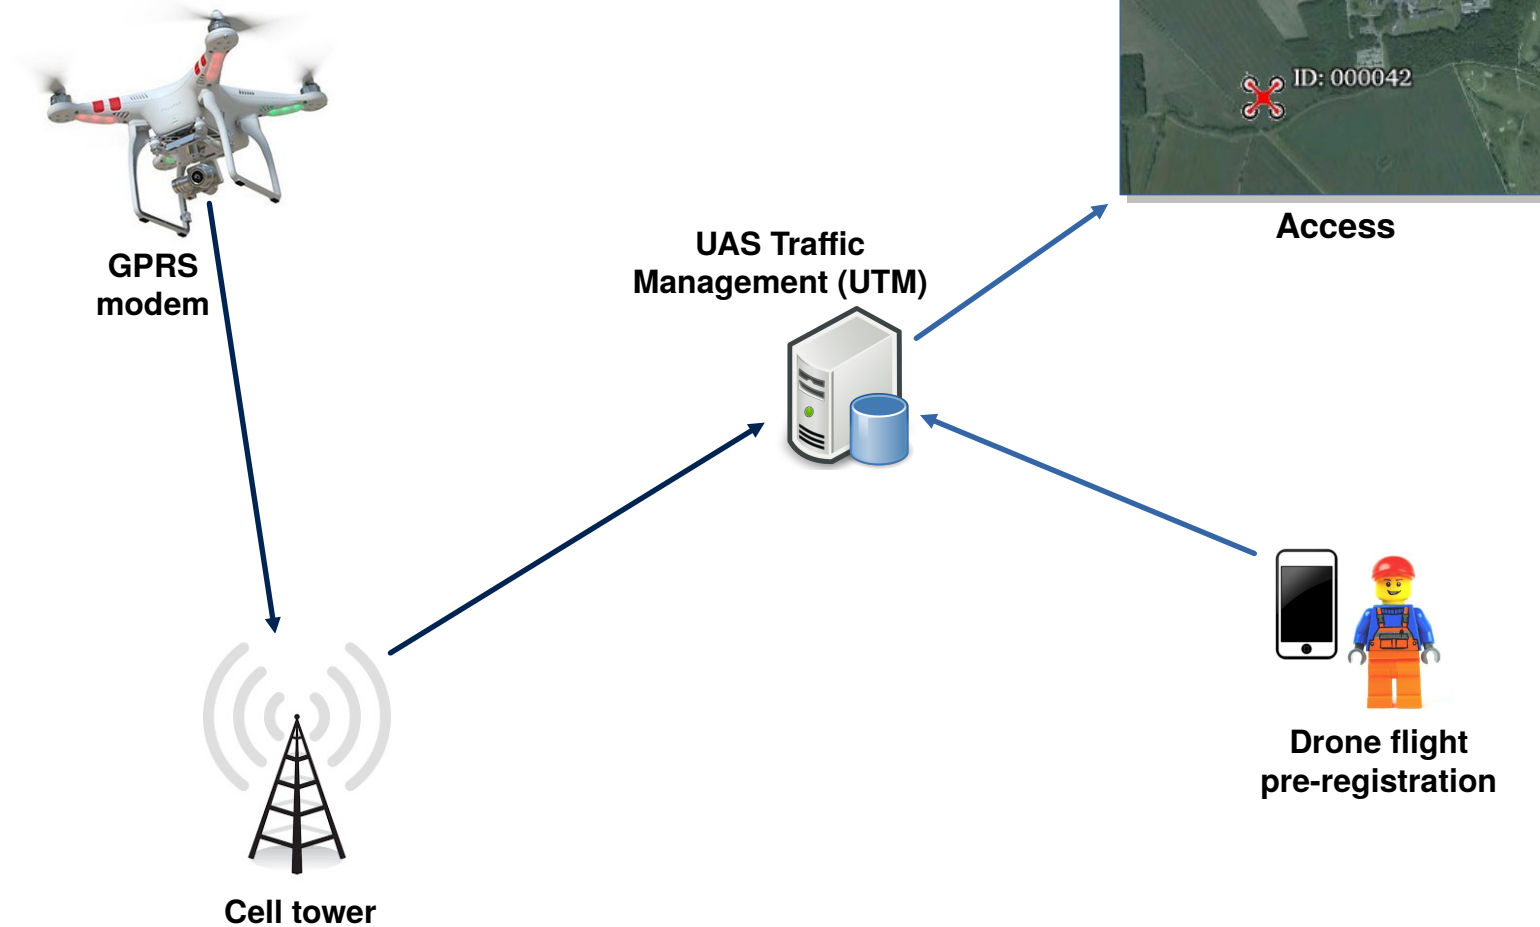 ID: 000042
Access
UAS Traffic
Management (UTM)
GPRS
modem
Drone flight
pre-registration
Cell tower